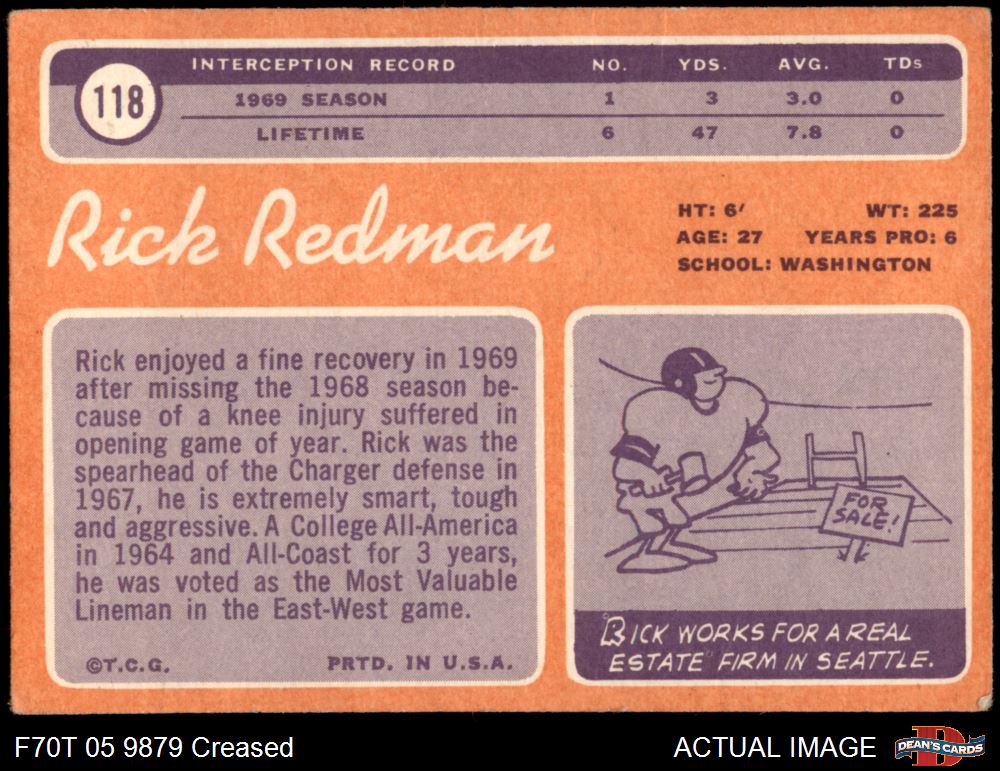 118
INTERCEPTION RECORD NO. YDS. AVG. TDs
1969 SEASON 1 3 3.0 0
LIFETIME 6 47 7.8 0
Rick Redman
HT: 6′ WT: 225
AGE: 27 YEARS PRO: 6
SCHOOL: WASHINGTON
Rick enjoyed a fine recovery in 1969
after missing the 1968 season be-
cause of a knee injury suffered in
opening game of year. Rick was the
spearhead of the Charger defense in
1967, he is extremely smart, tough
and aggressive. A College All-America
in 1964 and All-Coast for 3 years,
he was voted as the Most Valuable
Lineman in the East-West game.
©T.C.G. PRTD. IN U.S.A.
FOR
SALE!
RICK WORKS FOR A REAL
ESTATE FIRM IN SEATTLE.
F70T 05 9879 Creased ACTUAL IMAGE
D
DEAN'S CARDS